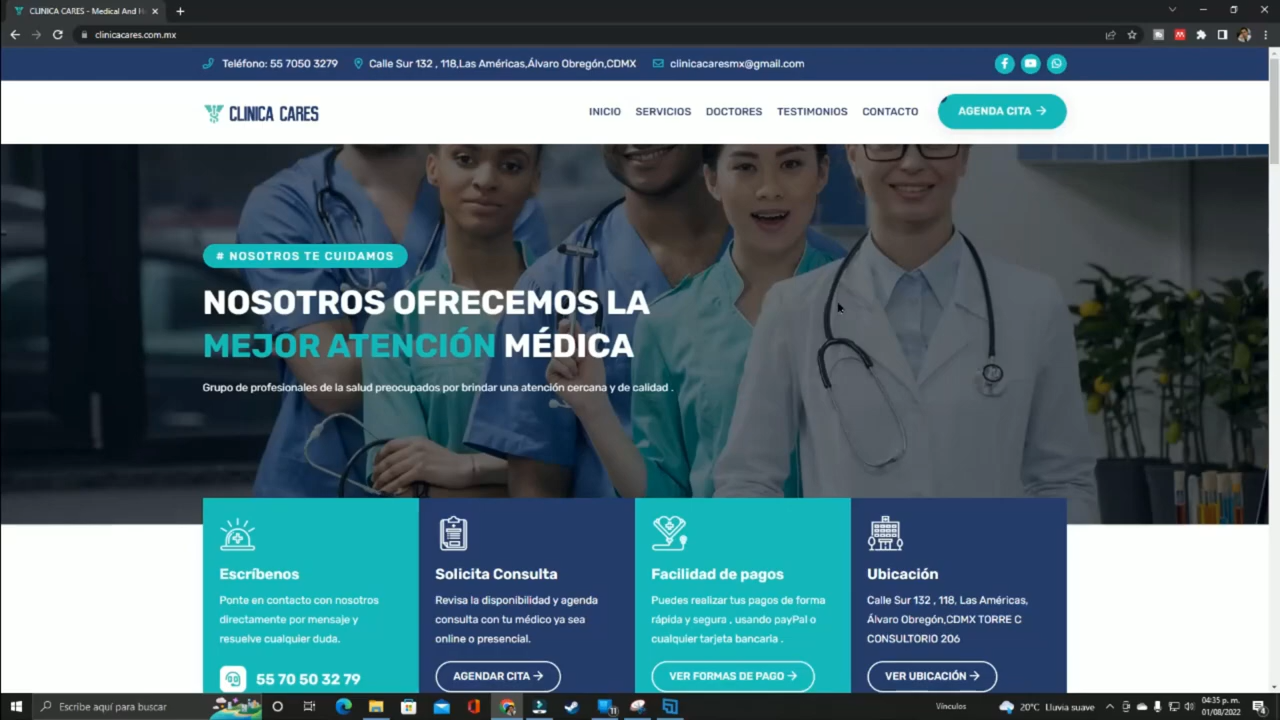 CLINICA CARES - Medical And H
clinicacares.com.mx
Teléfono: 55 7050 3279
Calle Sur 132 , 118,Las Américas,Álvaro Obregón,CDMX
clinicacaresmx@gmail.com
CLINICA CARES
INICIO
SERVICIOS
DOCTORES
TESTIMONIOS
CONTACTO
AGENDA CITA →
# NOSOTROS TE CUIDAMOS
NOSOTROS OFRECEMOS LA
MEJOR ATENCIÓN MÉDICA
Grupo de profesionales de la salud preocupados por brindar una atención cercana y de calidad .
Escríbenos
Ponte en contacto con nosotros
directamente por mensaje y
resuelve cualquier duda.
55 70 50 32 79
Solicita Consulta
Revisa la disponibilidad y agenda
consulta con tu médico ya sea
online o presencial.
AGENDAR CITA →
Facilidad de pagos
Puedes realizar tus pagos de forma
rápida y segura , usando payPal o
cualquier tarjeta bancaria .
VER FORMAS DE PAGO →
Ubicación
Calle Sur 132 , 118, Las Américas,
Álvaro Obregón,CDMX TORRE C
CONSULTORIO 206
VER UBICACIÓN →
Escribe aquí para buscar
Vínculos
20°C Lluvia suave
04:35 p. m.
01/08/2022